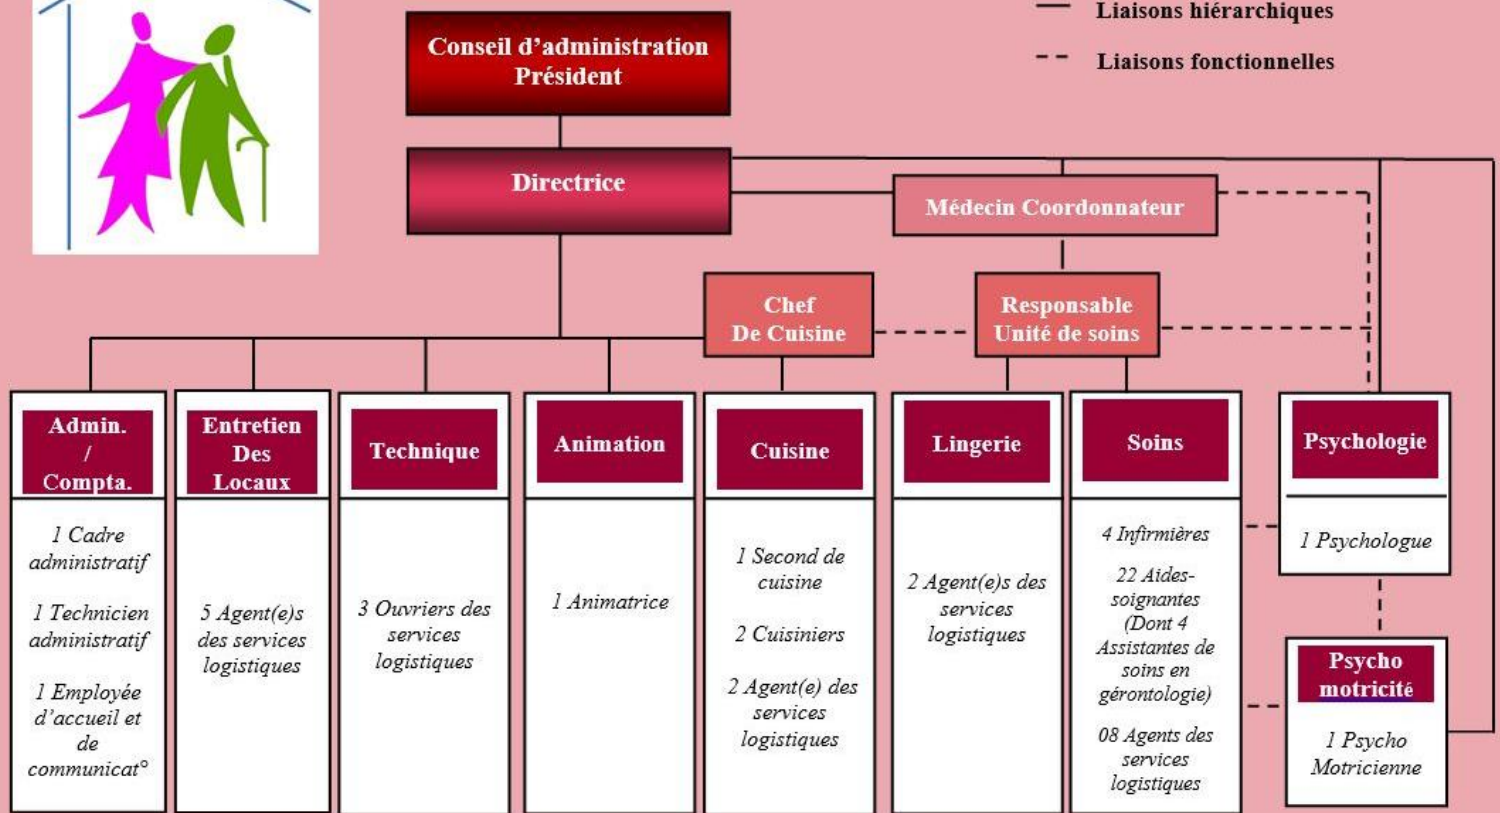 Liaisons hiérarchiques
Liaisons fonctionnelles
Conseil d'administration
Président
Directrice
Médecin Coordonnateur
Chef
De Cuisine
Responsable
Unité de soins
Admin.
/
Compta.
1 Cadre
administratif
1 Technicien
administratif
1 Employée
d'accueil et
de
communicat°
Entretien
Des
Locaux
5 Agent(e)s
des services
logistiques
Technique
3 Ouvriers des
services
logistiques
Animation
1 Animatrice
Cuisine
1 Second de
cuisine
2 Cuisiniers
2 Agent(e) des
services
logistiques
Lingerie
2 Agent(e)s des
services
logistiques
Soins
4 Infirmières
22 Aides-
soignantes
(Dont 4
Assistantes de
soins en
gérontologie)
08 Agents des
services
logistiques
Psychologie
1 Psychologue
Psycho
motricité
1 Psycho
Motricienne